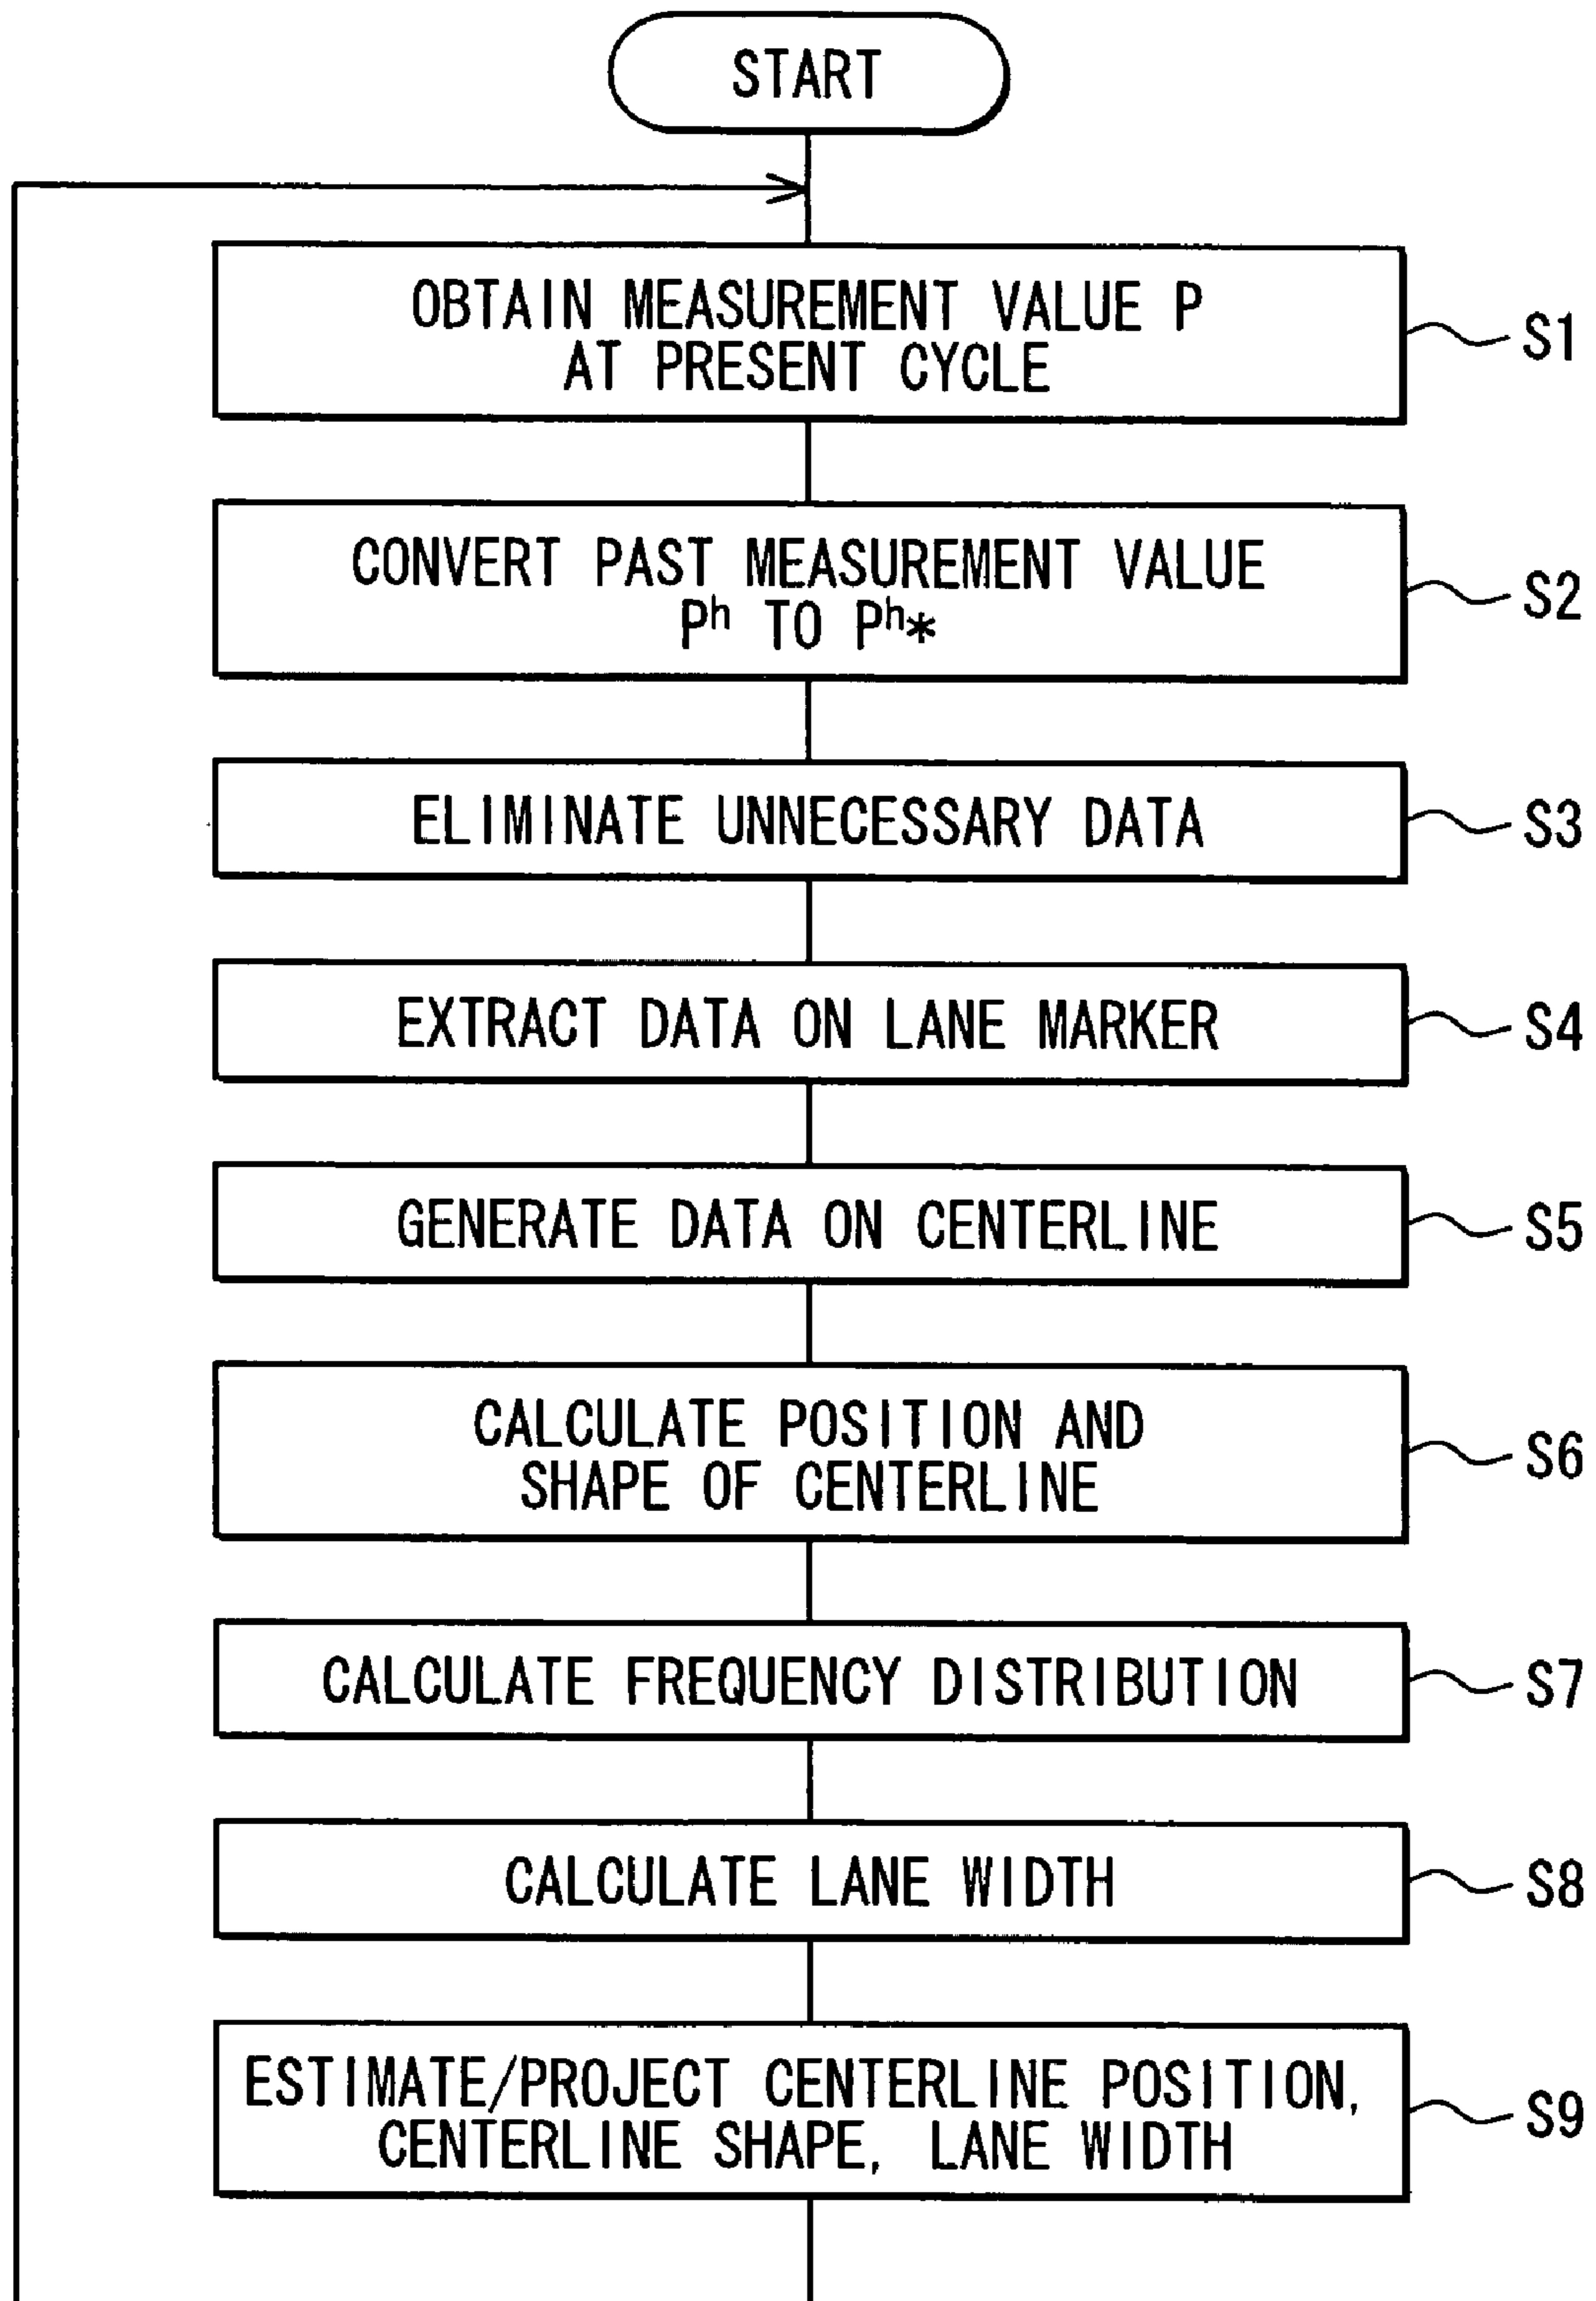 START
OBTAIN MEASUREMENT VALUE P
AT PRESENT CYCLE
S1
CONVERT PAST MEASUREMENT VALUE
Pʰ TO Pʰ*
S2
ELIMINATE UNNECESSARY DATA
S3
EXTRACT DATA ON LANE MARKER
S4
GENERATE DATA ON CENTERLINE
S5
CALCULATE POSITION AND
SHAPE OF CENTERLINE
S6
CALCULATE FREQUENCY DISTRIBUTION
S7
CALCULATE LANE WIDTH
S8
ESTIMATE/PROJECT CENTERLINE POSITION,
CENTERLINE SHAPE, LANE WIDTH
S9